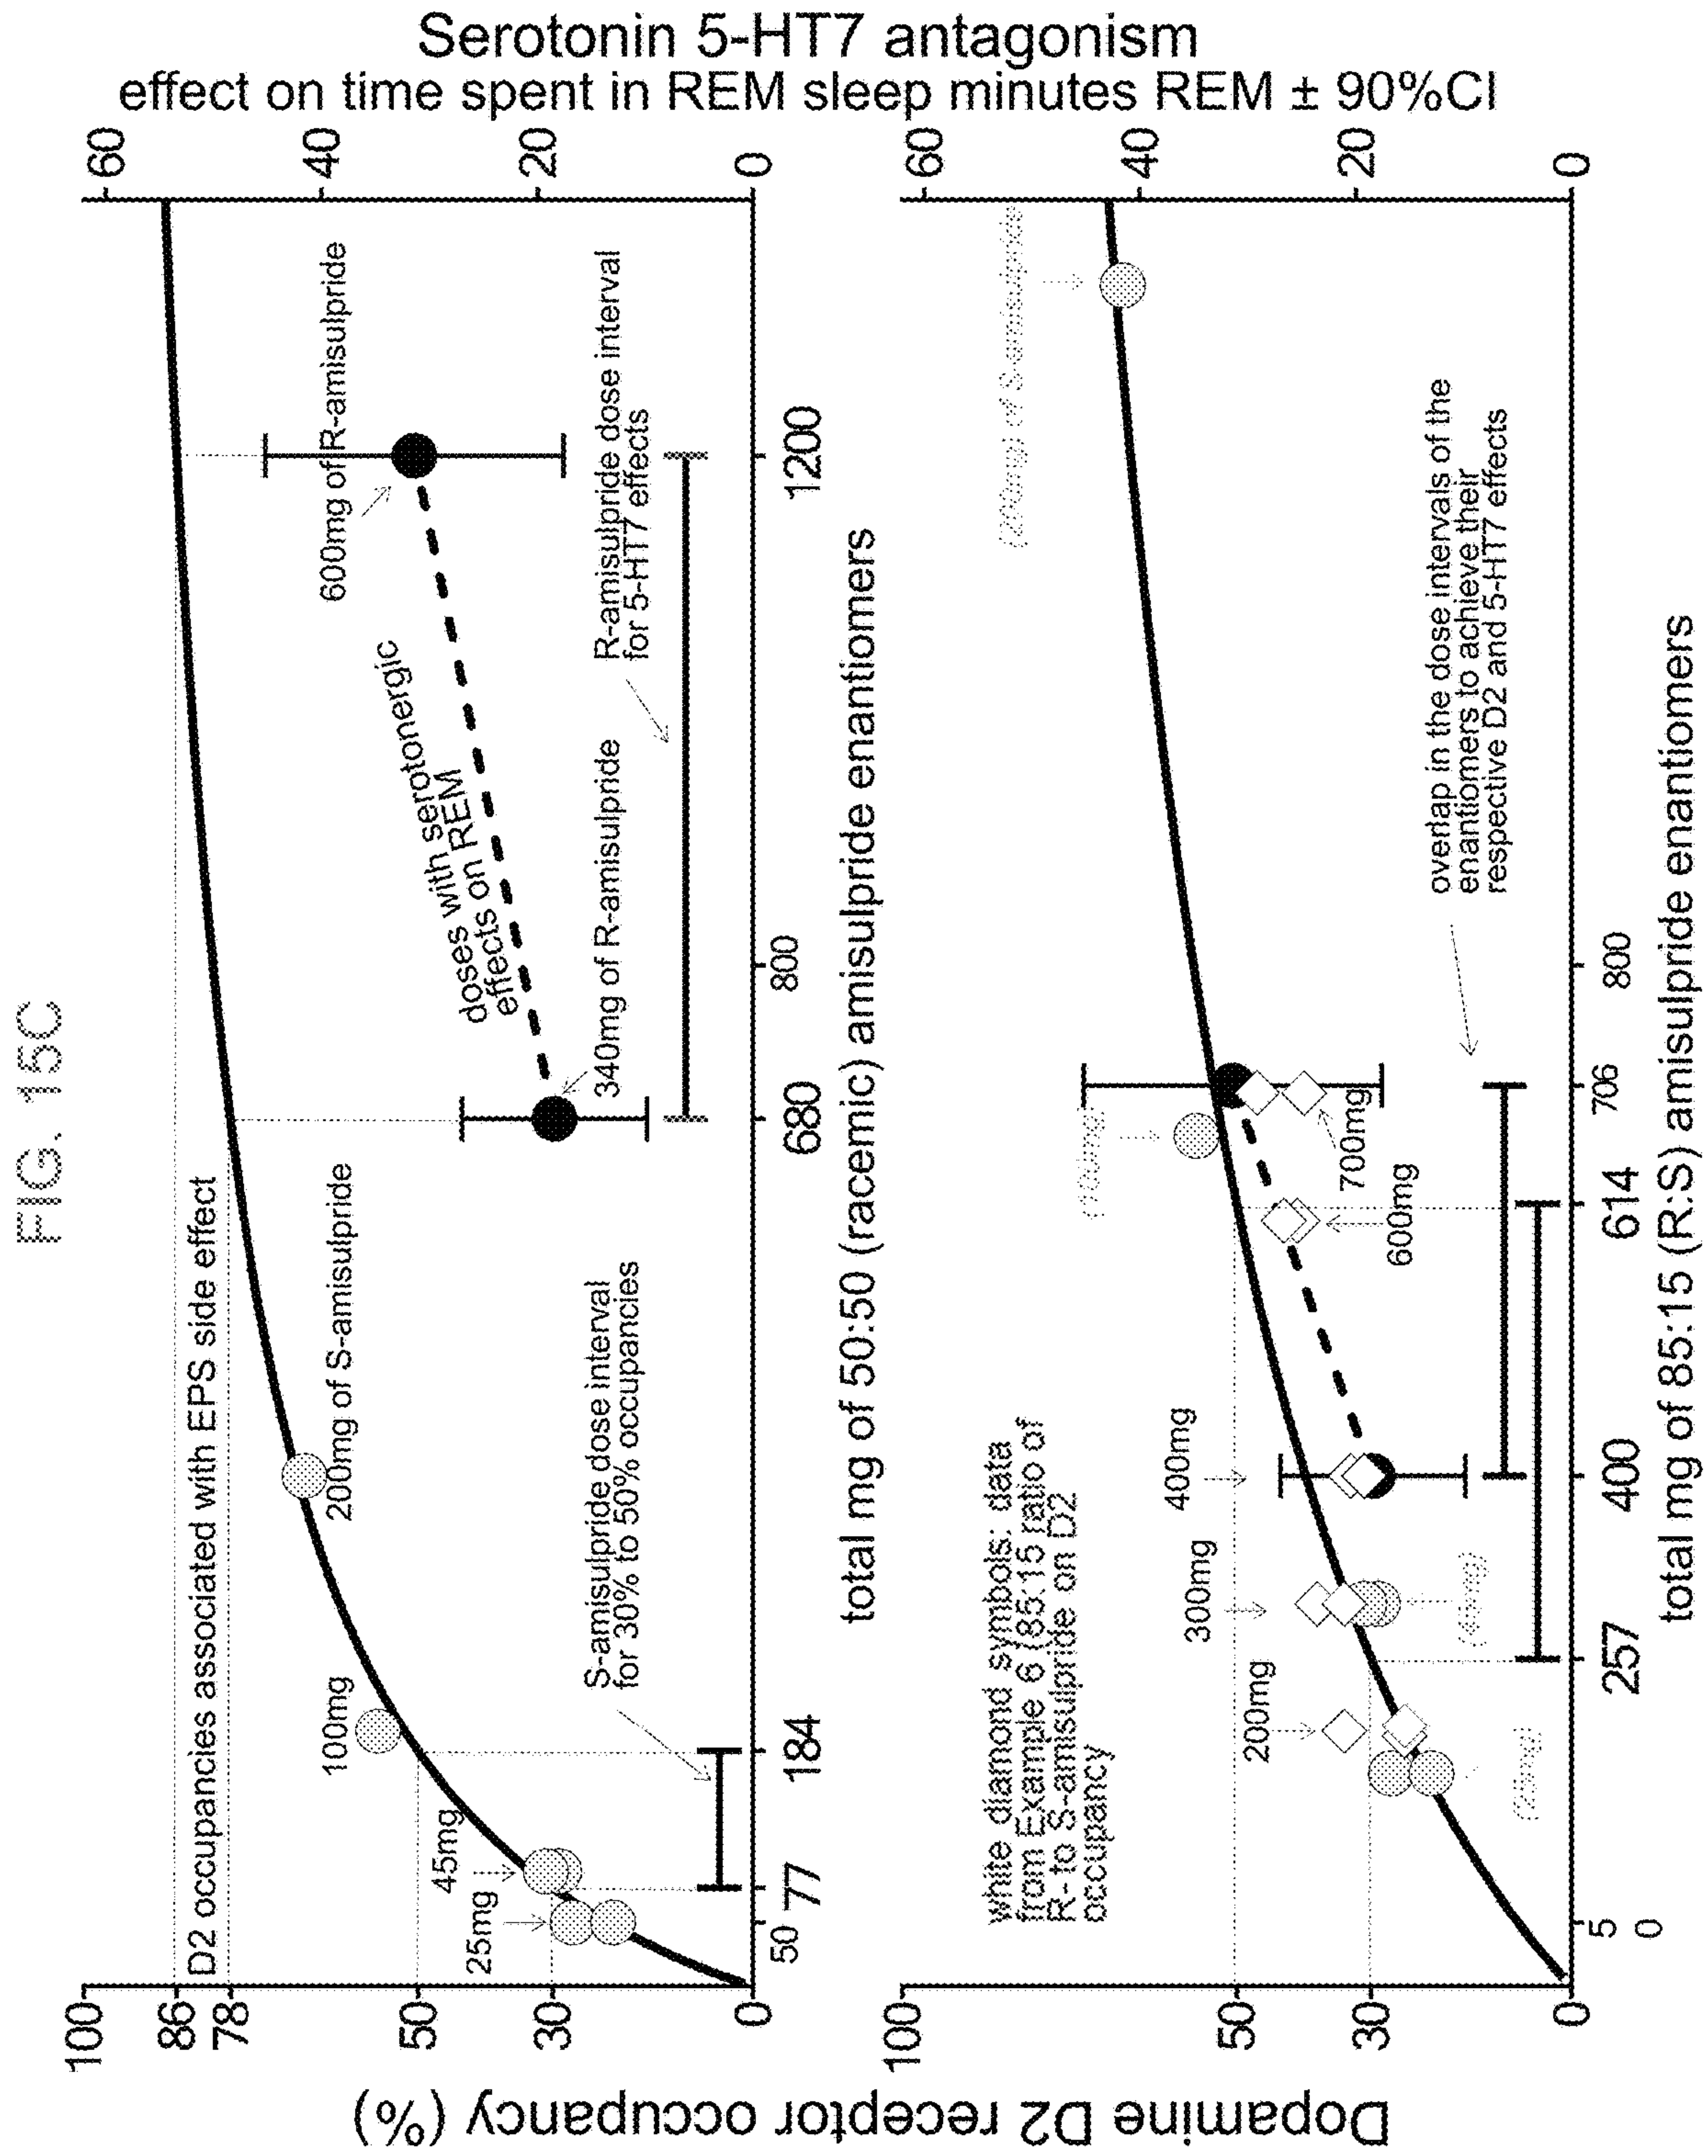 FIG. 15C
Dopamine D2 receptor occupancy (%)
Serotonin 5-HT7 antagonism
effect on time spent in REM sleep minutes REM ± 90%CI
100
86
78
50
30
0
60
40
20
0
D2 occupancies associated with EPS side effect
25mg
45mg
100mg
200mg of S-amisulpride
S-amisulpride dose interval
for 30% to 50% occupancies
doses with serotonergic
effects on REM
340mg of R-amisulpride
600mg of R-amisulpride
R-amisulpride dose interval
for 5-HT7 effects
50
77
184
680
800
1200
total mg of 50:50 (racemic) amisulpride enantiomers
100
50
30
0
60
40
20
0
white diamond symbols: data
from Example 6 (85:15 ratio of
R- to S-amisulpride on D2
occupancy
200mg
300mg
400mg
600mg
700mg
(25mg)
(45mg)
(100mg)
(200mg) of S-amisulpride
overlap in the dose intervals of the
enantiomers to achieve their
respective D2 and 5-HT7 effects
5
0
257
400
614
706
800
total mg of 85:15 (R:S) amisulpride enantiomers